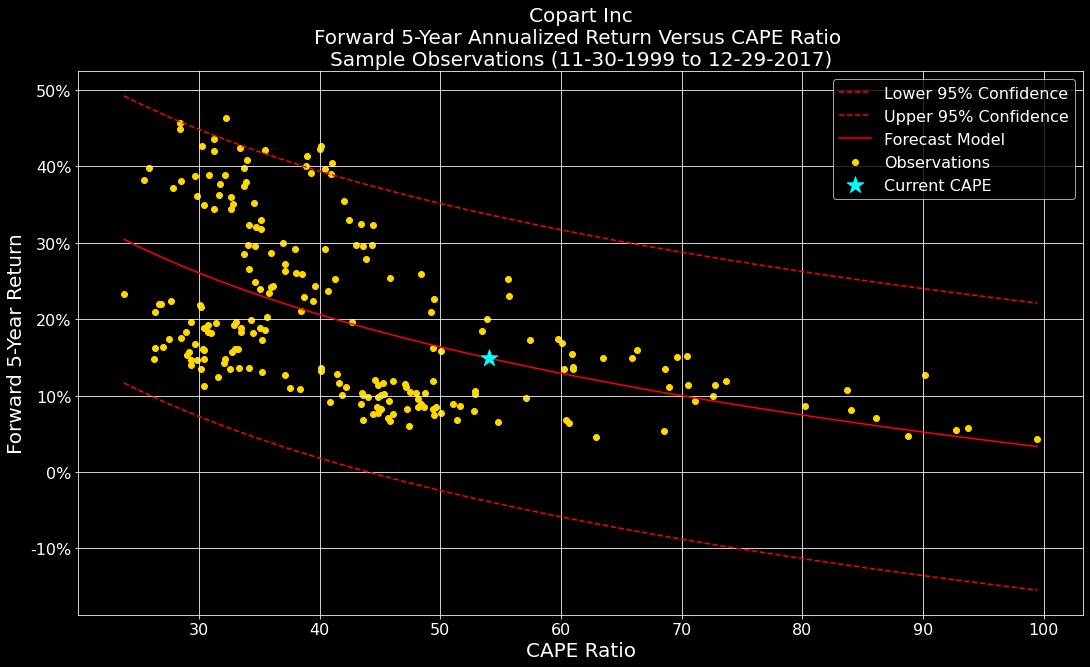 Copart Inc
Forward 5-Year Annualized Return Versus CAPE Ratio
Sample Observations (11-30-1999 to 12-29-2017)
Lower 95% Confidence
Upper 95% Confidence
Forecast Model
Observations
Current CAPE
Forward 5-Year Return
50%
40%
30%
20%
10%
0%
-10%
30 40 50 60 70 80 90 100
CAPE Ratio